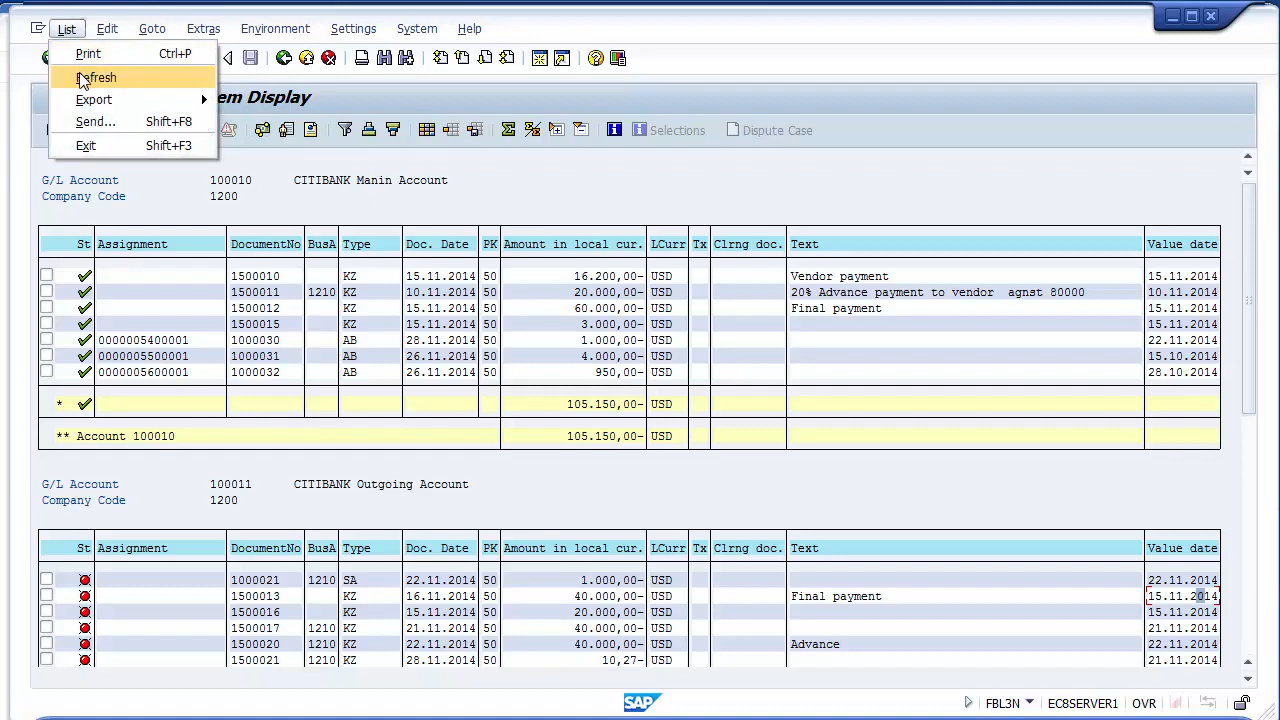 List Edit Goto Extras Environment Settings System Help
Print Ctrl+P
Refresh
Export
Send... Shift+F8
Exit Shift+F3
em Display
Selections Dispute Case
G/L Account 100010 CITIBANK Manin Account
Company Code 1200
St Assignment DocumentNo BusA Type Doc. Date PK Amount in local cur. LCurr Tx Clrng doc. Text Value date
1500010 KZ 15.11.2014 50 16.200,00- USD Vendor payment 15.11.2014
1500011 1210 KZ 10.11.2014 50 20.000,00- USD 20% Advance payment to vendor agnst 80000 10.11.2014
1500012 KZ 15.11.2014 50 60.000,00- USD Final payment 15.11.2014
1500015 KZ 15.11.2014 50 3.000,00- USD 15.11.2014
0000005400001 1000030 AB 28.11.2014 50 1.000,00- USD 22.11.2014
0000005500001 1000031 AB 26.11.2014 50 4.000,00- USD 15.10.2014
0000005600001 1000032 AB 26.11.2014 50 950,00- USD 28.10.2014
* 105.150,00- USD
** Account 100010 105.150,00- USD
G/L Account 100011 CITIBANK Outgoing Account
Company Code 1200
St Assignment DocumentNo BusA Type Doc. Date PK Amount in local cur. LCurr Tx Clrng doc. Text Value date
1000021 1210 SA 22.11.2014 50 1.000,00- USD 22.11.2014
1500013 KZ 16.11.2014 50 40.000,00- USD Final payment 15.11.2014
1500016 KZ 15.11.2014 50 20.000,00- USD 15.11.2014
1500017 1210 KZ 21.11.2014 50 40.000,00- USD 21.11.2014
1500020 1210 KZ 22.11.2014 50 40.000,00- USD Advance 22.11.2014
1500021 1210 KZ 28.11.2014 50 10,27- USD 21.11.2014
SAP FBL3N EC8SERVER1 OVR